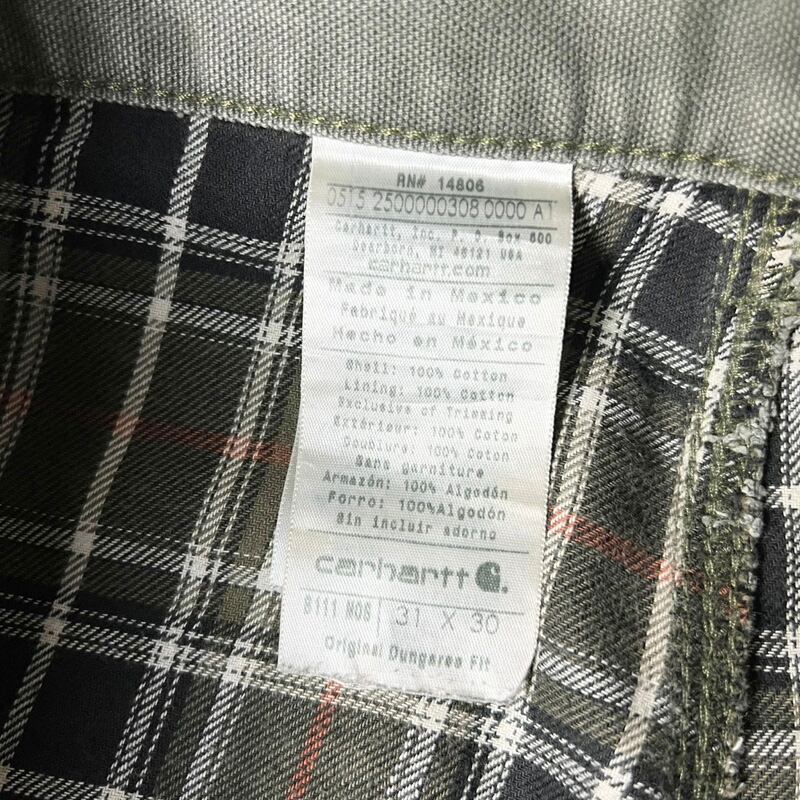 RN# 14806
0515 2500000308 0000 A1
Carhartt, Inc. P. O. Box 600
Dearborn, MI 48121 USA
carhartt.com
Made in Mexico
Fabriqué au Mexique
Hecho en México
Shell: 100% Cotton
Lining: 100% Cotton
Exclusive of Trimming
Extérieur: 100% Coton
Doublure: 100% Coton
Sans garniture
Armazón: 100% Algodón
Forro: 100%Algodón
Sin incluir adorno
carhartt
B111 MOS 31 X 30
Original Dungaree Fit